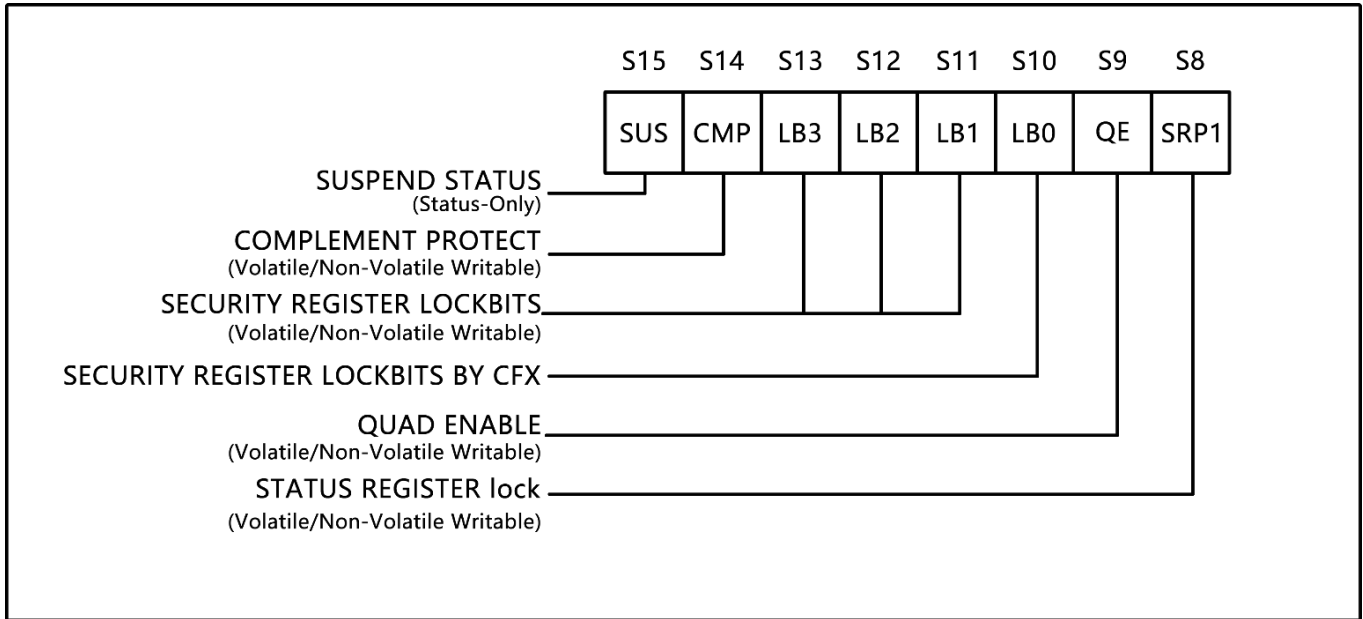 S15 S14 S13 S12 S11 S10 S9 S8
SUS CMP LB3 LB2 LB1 LB0 QE SRP1
SUSPEND STATUS
(Status-Only)
COMPLEMENT PROTECT
(Volatile/Non-Volatile Writable)
SECURITY REGISTER LOCKBITS
(Volatile/Non-Volatile Writable)
SECURITY REGISTER LOCKBITS BY CFX
QUAD ENABLE
(Volatile/Non-Volatile Writable)
STATUS REGISTER lock
(Volatile/Non-Volatile Writable)